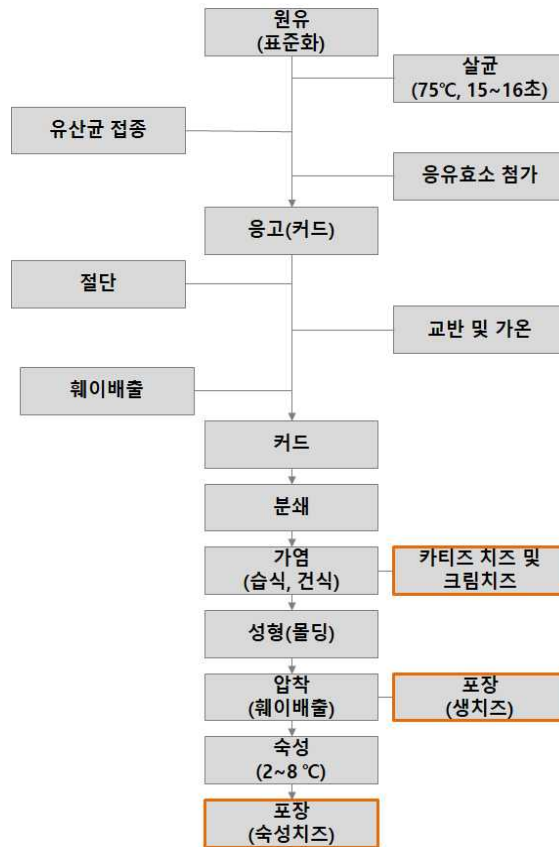 원유
(표준화)
살균
(75℃, 15~16초)
유산균 접종
응유효소 첨가
응고(커드)
절단
교반 및 가온
훼이배출
커드
분쇄
가염
(습식, 건식)
카티즈 치즈 및
크림치즈
성형(몰딩)
압착
(훼이배출)
포장
(생치즈)
숙성
(2~8 ℃)
포장
(숙성치즈)